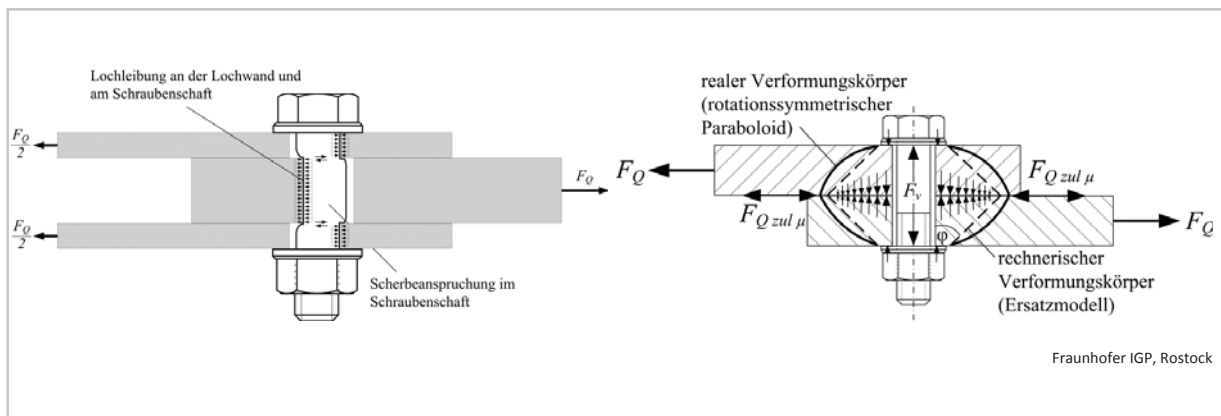 Lochleibung an der Lochwand und
am Schraubenschaft
F_Q
2
F_Q
2
F_Q
Scherbeanspruchung im
Schraubenschaft
realer Verformungskörper
(rotationssymmetrischer
Paraboloid)
F_Q
F_Q zul μ
F_Q zul μ
F_v
F_Q
φ
rechnerischer
Verformungskörper
(Ersatzmodell)
Fraunhofer IGP, Rostock